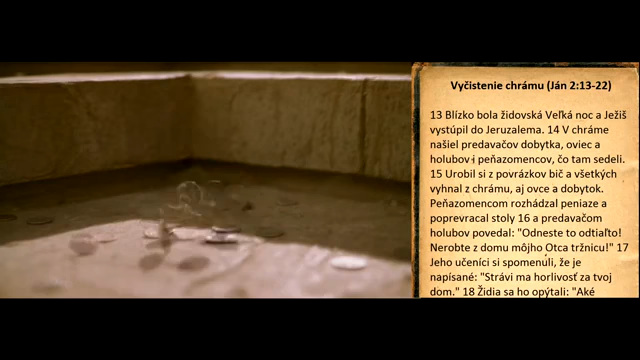 Vyčistenie chrámu (Ján 2:13-22)
13 Blízko bola židovská Veľká noc a Ježiš
vystúpil do Jeruzalema. 14 V chráme
našiel predavačov dobytka, oviec a
holubov i peňazomencov, čo tam sedeli.
15 Urobil si z povrázkov bič a všetkých
vyhnal z chrámu, aj ovce a dobytok.
Peňazomencom rozhádzal peniaze a
poprevracal stoly 16 a predavačom
holubov povedal: "Odneste to odtiaľto!
Nerobte z domu môjho Otca tržnicu!" 17
Jeho učeníci si spomenuli, že je
napísané: "Strávi ma horlivosť za tvoj
dom." 18 Židia sa ho opýtali: "Aké